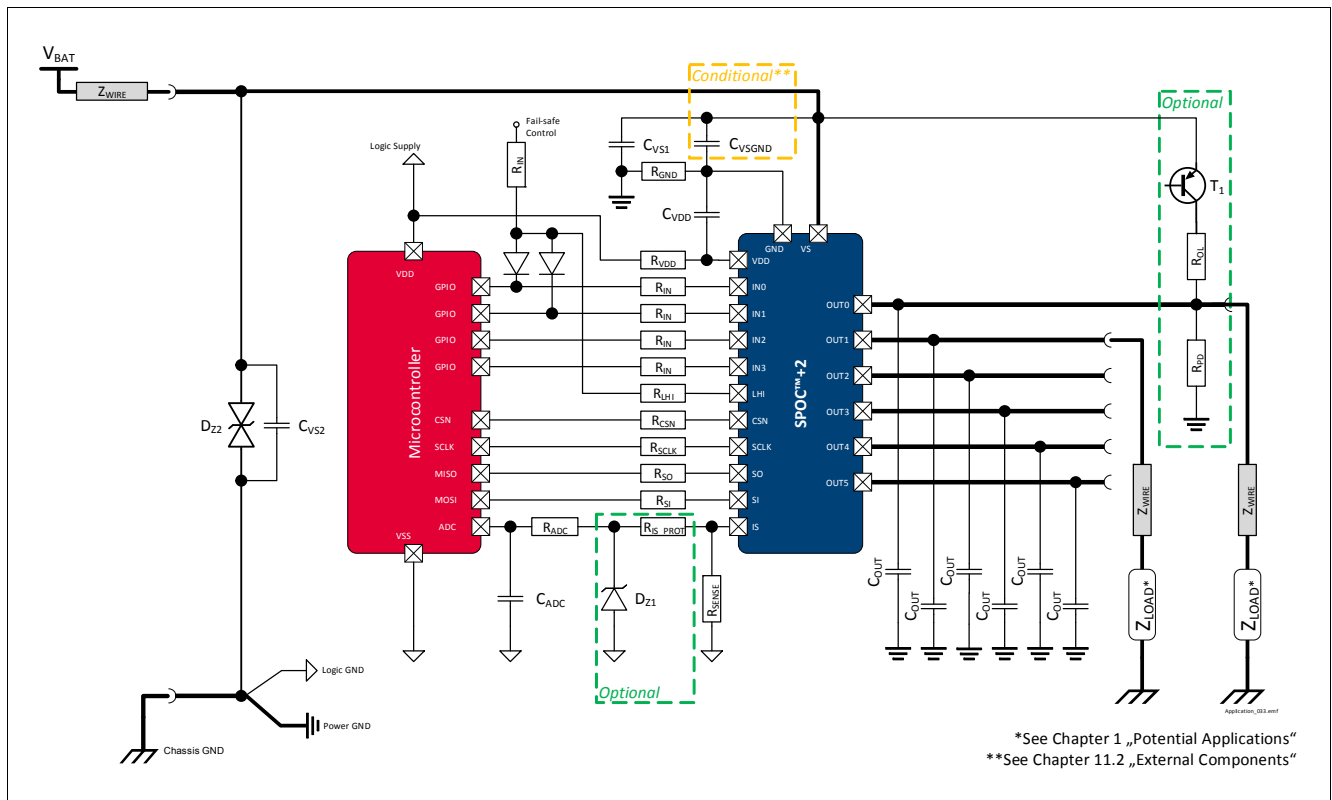 VBAT
ZWIRE
Conditional**
Optional
Fail-safe
Control
Logic Supply
RIN
CVS1
CVSGND
RGND
CVDD
T1
ROL
RPD
GND
VS
VDD
RVDD
VDD
GPIO
RIN
IN0
GPIO
RIN
IN1
GPIO
RIN
IN2
GPIO
RIN
IN3
RLHI
LHI
CSN
RCSN
CSN
SCLK
RSCLK
SCLK
MISO
RSO
SO
MOSI
RSI
SI
ADC
RADC
RIS_PROT
IS
VSS
Microcontroller
SPOC™+2
OUT0
OUT1
OUT2
OUT3
OUT4
OUT5
DZ2
CVS2
CADC
DZ1
RSENSE
Optional
COUT
COUT
COUT
COUT
COUT
COUT
ZWIRE
ZWIRE
ZLOAD*
ZLOAD*
Logic GND
Power GND
Chassis GND
Application_033.emf
*See Chapter 1 „Potential Applications“
**See Chapter 11.2 „External Components“